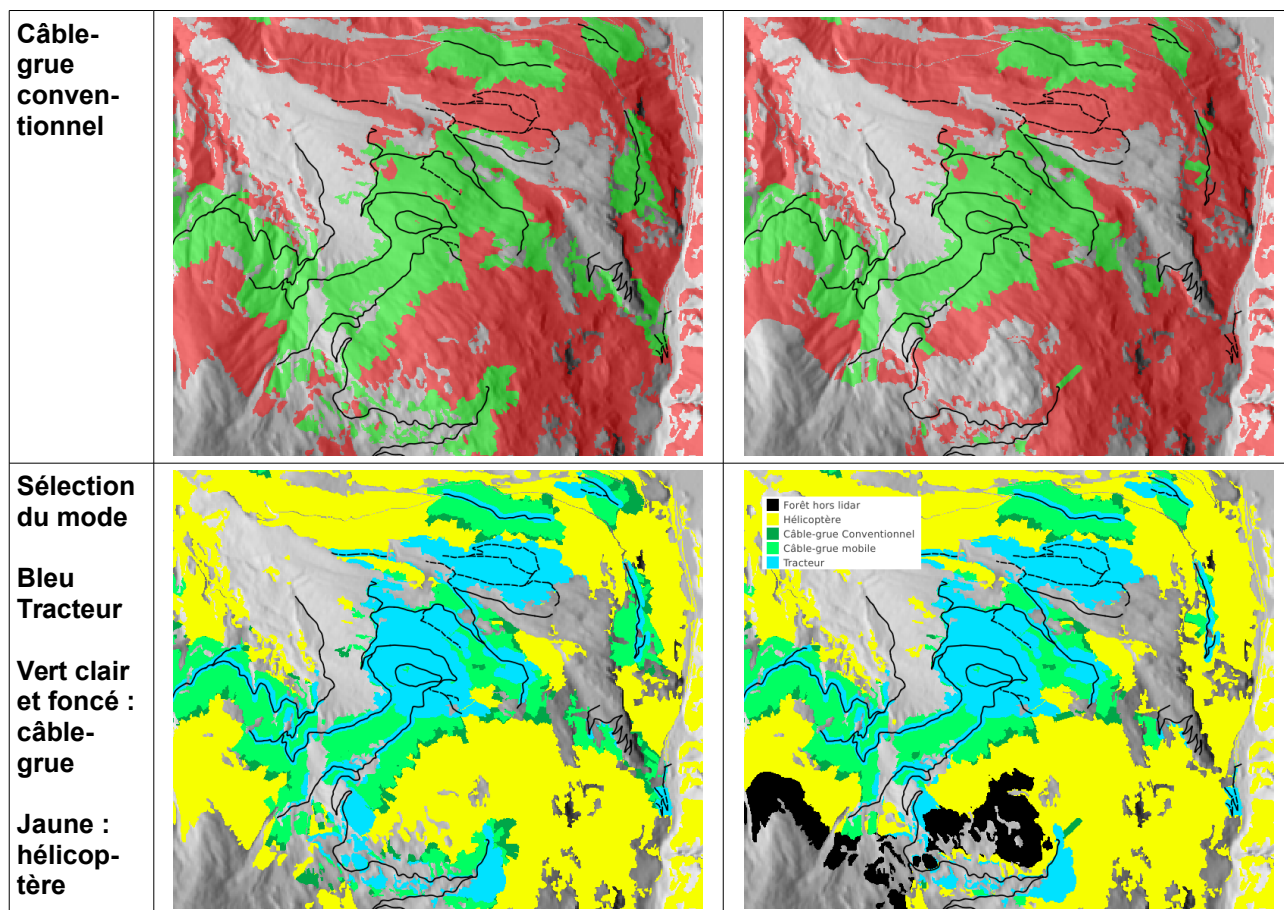 Câble-
grue
conven-
tionnel
Sélection
du mode
Bleu
Tracteur
Vert clair
et foncé :
câble-
grue
Jaune :
hélicop-
tère
Forêt hors lidar
Hélicoptère
Câble-grue Conventionnel
Câble-grue mobile
Tracteur